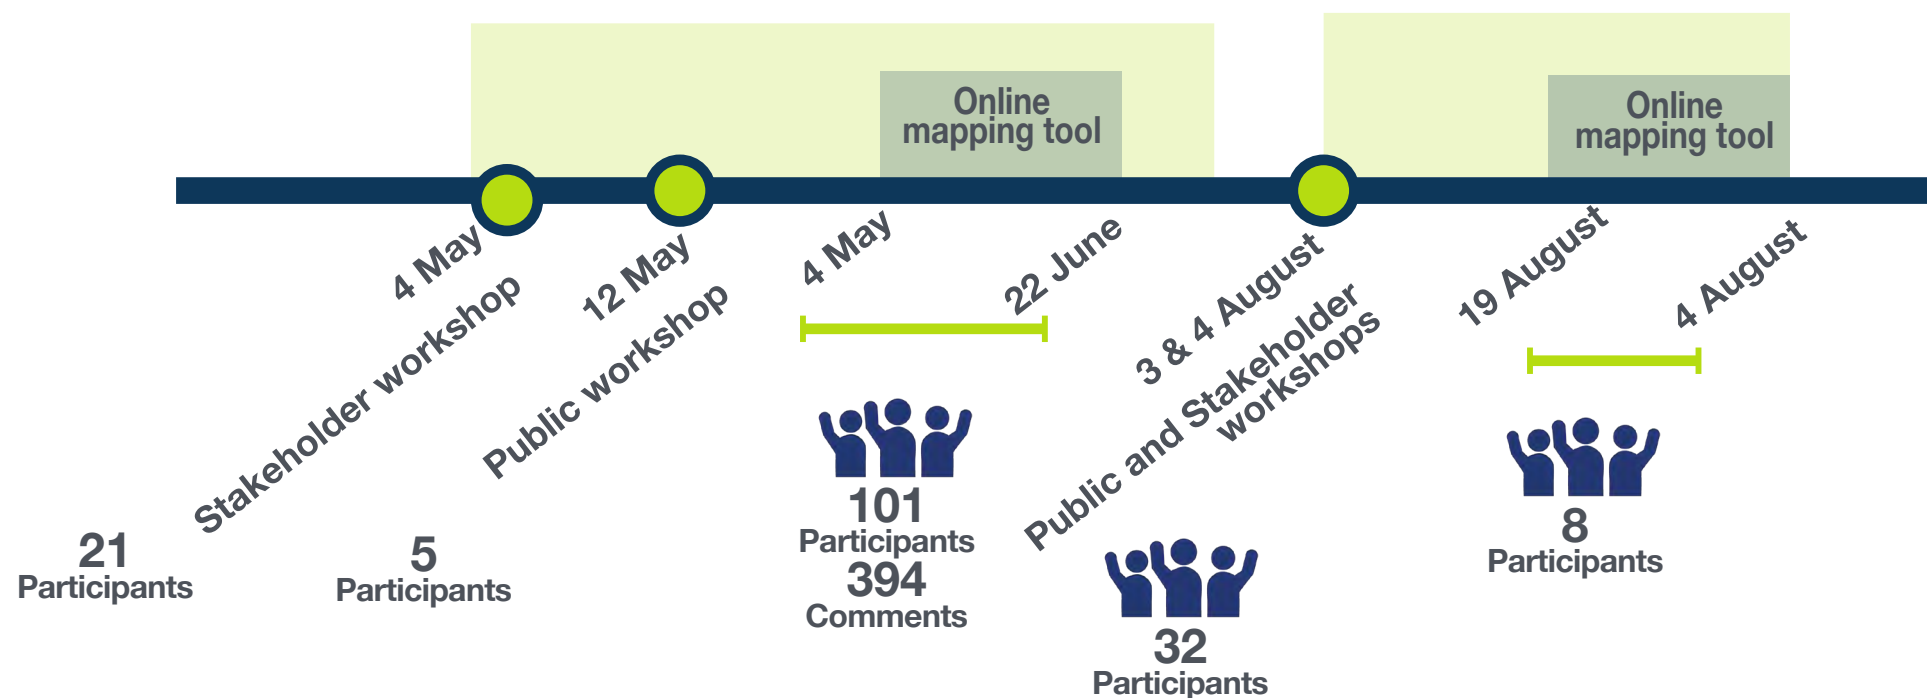 Online
mapping tool
Online
mapping tool
4 May
Stakeholder workshop
12 May
Public workshop
4 May
22 June
3 & 4 August
Public and Stakeholder
workshops
19 August
4 August
21
Participants
5
Participants
101
Participants
394
Comments
32
Participants
8
Participants